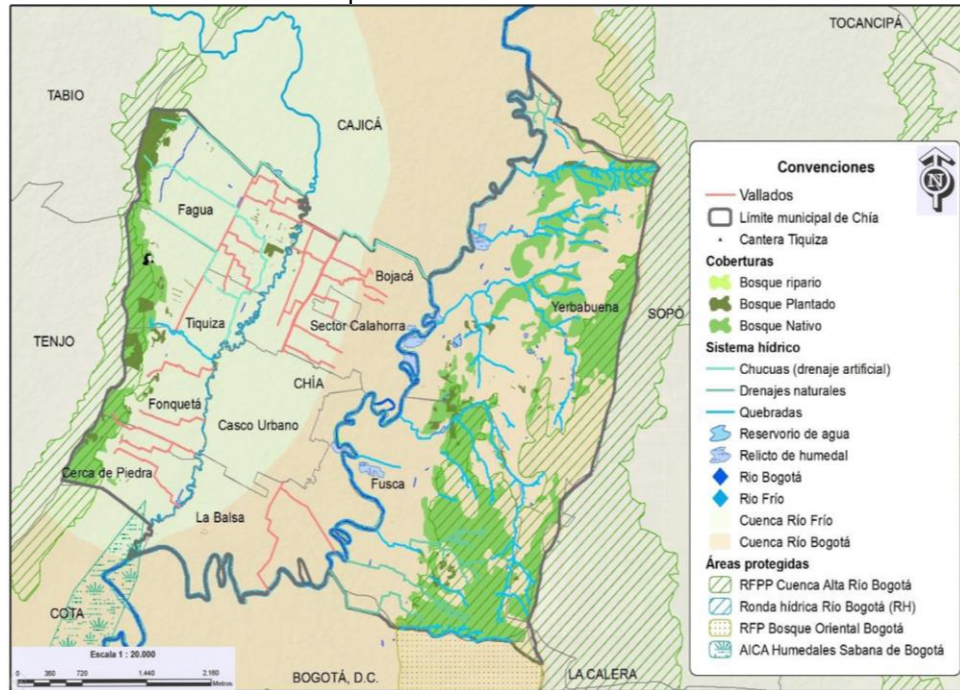 TOCANCIPÁ
TABIO
CAJICÁ
Fagua
Bojacá
Yerbabuena
SOPÓ
Tiquiza
Sector Calahorra
TENJO
CHÍA
Fonquetá
Casco Urbano
Cerca de Piedra
Fusca
La Balsa
COTA
BOGOTÁ, D.C.
LA CALERA
Escala 1 : 20.000
0 360 720 1.440 2.160
Metros
Convenciones
N
Vallados
Límite municipal de Chía
Cantera Tiquiza
Coberturas
Bosque ripario
Bosque Plantado
Bosque Nativo
Sistema hídrico
Chucuas (drenaje artificial)
Drenajes naturales
Quebradas
Reservorio de agua
Relicto de humedal
Rio Bogotá
Rio Frío
Cuenca Río Frío
Cuenca Río Bogotá
Áreas protegidas
RFPP Cuenca Alta Río Bogotá
Ronda hídrica Río Bogotá (RH)
RFP Bosque Oriental Bogotá
AICA Humedales Sabana de Bogotá